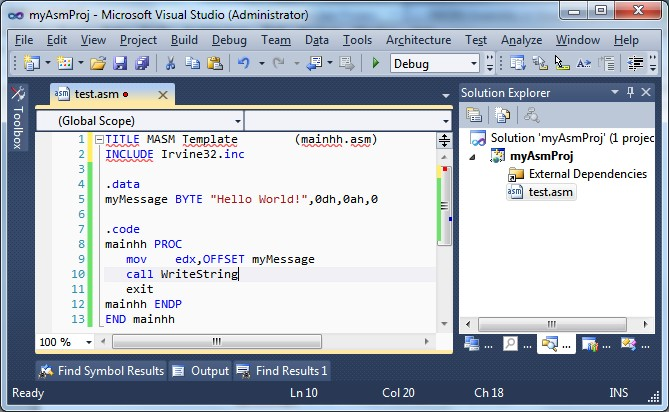 myAsmProj - Microsoft Visual Studio (Administrator)
File Edit View Project Build Debug Team Data Tools Architecture Test Analyze Window Help
Debug
Toolbox
test.asm
(Global Scope)
1 TITLE MASM Template (mainhh.asm)
2 INCLUDE Irvine32.inc
3
4 .data
5 myMessage BYTE "Hello World!",0dh,0ah,0
6
7 .code
8 mainhh PROC
9 mov edx,OFFSET myMessage
10 call WriteString
11 exit
12 mainhh ENDP
13 END mainhh
100 %
Solution Explorer
Solution 'myAsmProj' (1 projec
myAsmProj
External Dependencies
asm test.asm
Find Symbol Results Output Find Results 1
Ready Ln 10 Col 20 Ch 18 INS